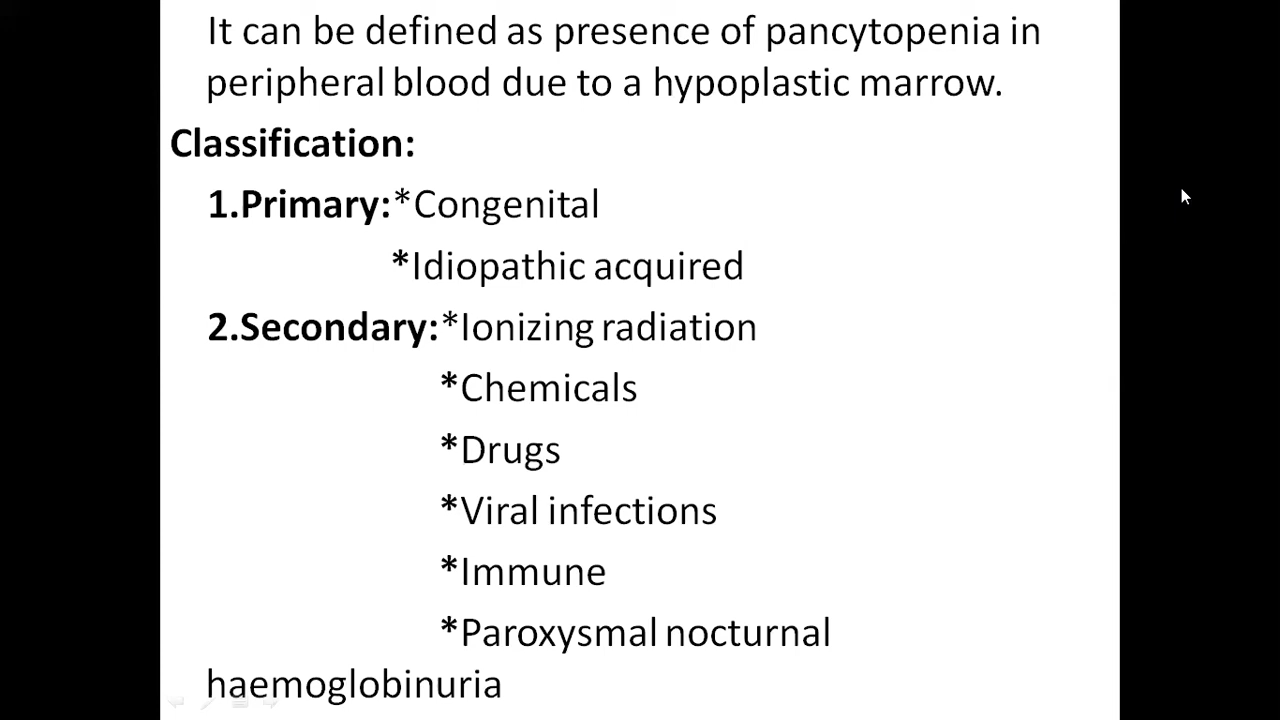 It can be defined as presence of pancytopenia in
peripheral blood due to a hypoplastic marrow.
Classification:
1.Primary:*Congenital
*Idiopathic acquired
2.Secondary:*Ionizing radiation
*Chemicals
*Drugs
*Viral infections
*Immune
*Paroxysmal nocturnal
haemoglobinuria